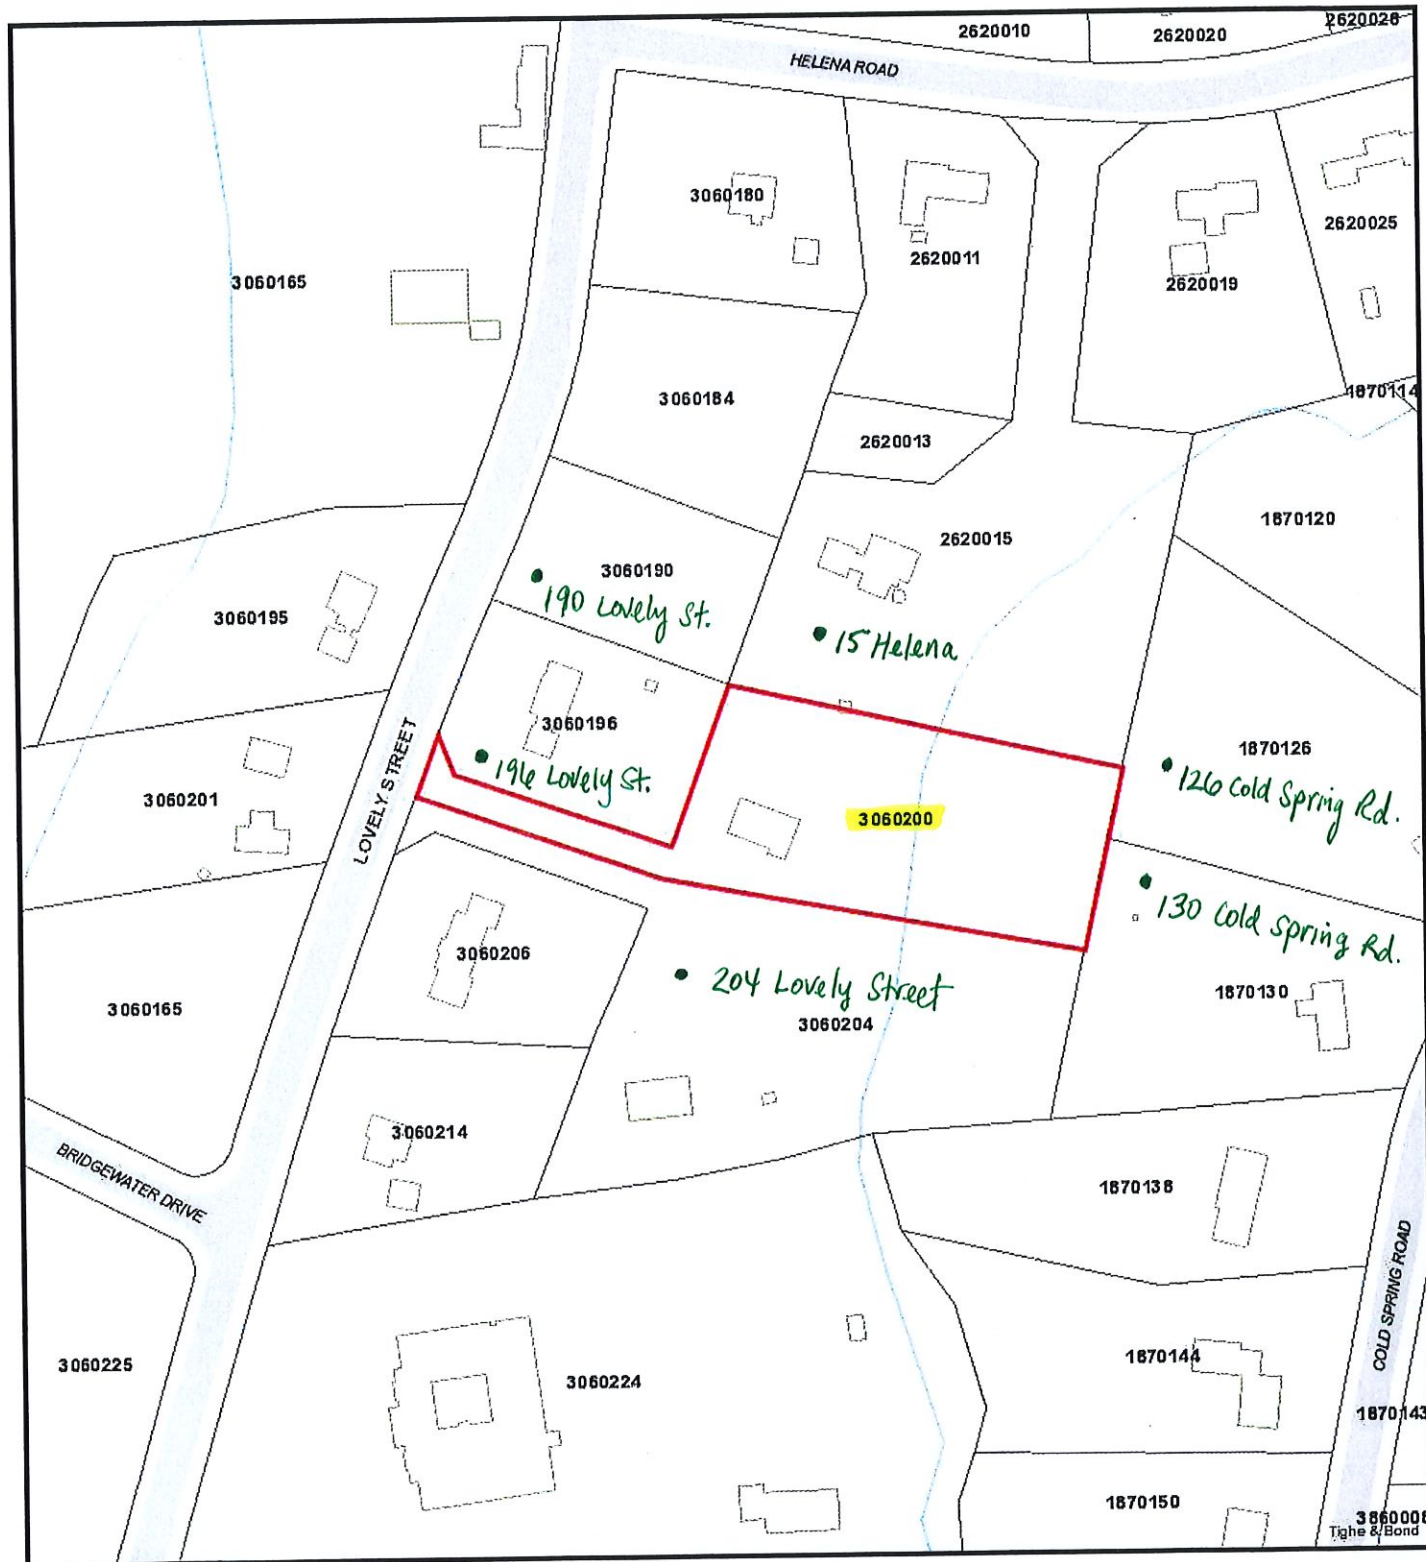 2620010
2620020
2620026
HELENA ROAD
3060180
2620011
2620025
3060165
2620019
1870114
3060184
2620013
1870120
2620015
3060190
190 Lovely St.
3060195
15 Helena
3060196
196 Lovely St.
1870126
126 Cold Spring Rd.
LOVELY STREET
3060201
3060200
130 Cold Spring Rd.
3060206
204 Lovely Street
1870130
3060165
3060204
3060214
BRIDGEWATER DRIVE
1870138
COLD SPRING ROAD
3060225
3060224
1870144
1870143
1870150
3860008
Tighe & Bond